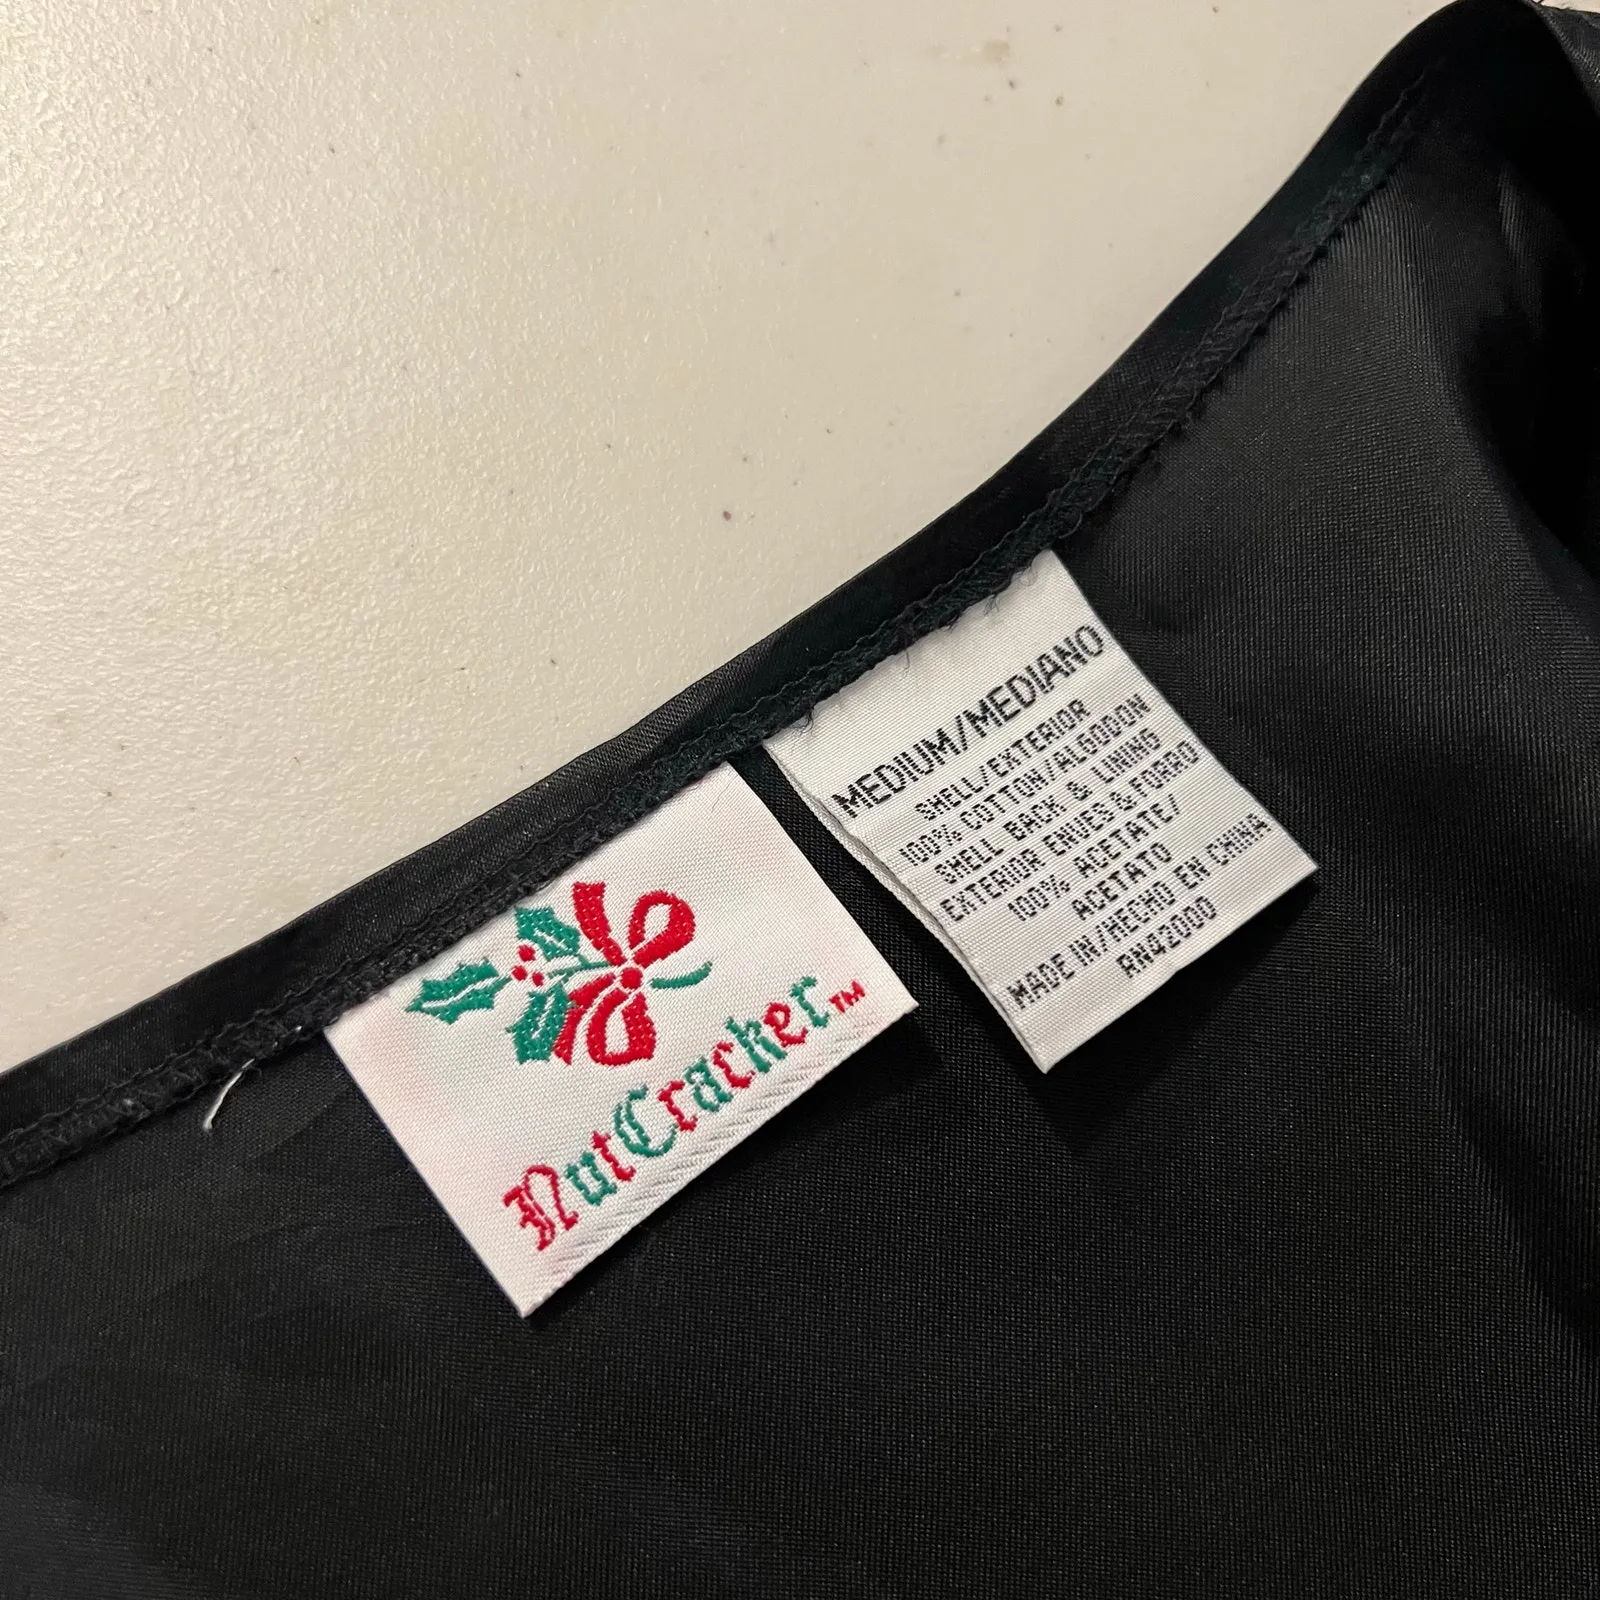 NutCracker™
MEDIUM/MEDIANO
SHELL/EXTERIOR
100% COTTON/ALGODON
SHELL BACK & LINING
EXTERIOR ENUES & FORRO
100% ACETATE/
ACETATO
MADE IN/HECHO EN CHINA
RN42000